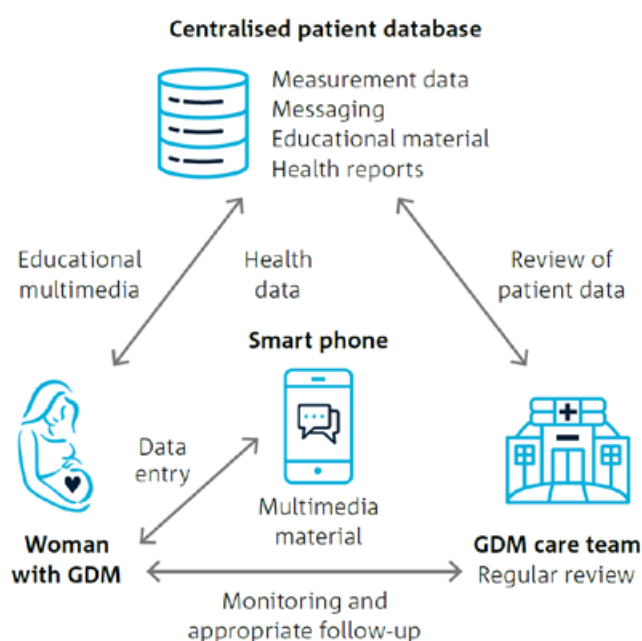 Centralised patient database
Measurement data
Messaging
Educational material
Health reports
Educational
multimedia
Health
data
Review of
patient data
Smart phone
Data
entry
Multimedia
material
Woman
with GDM
GDM care team
Regular review
Monitoring and
appropriate follow-up